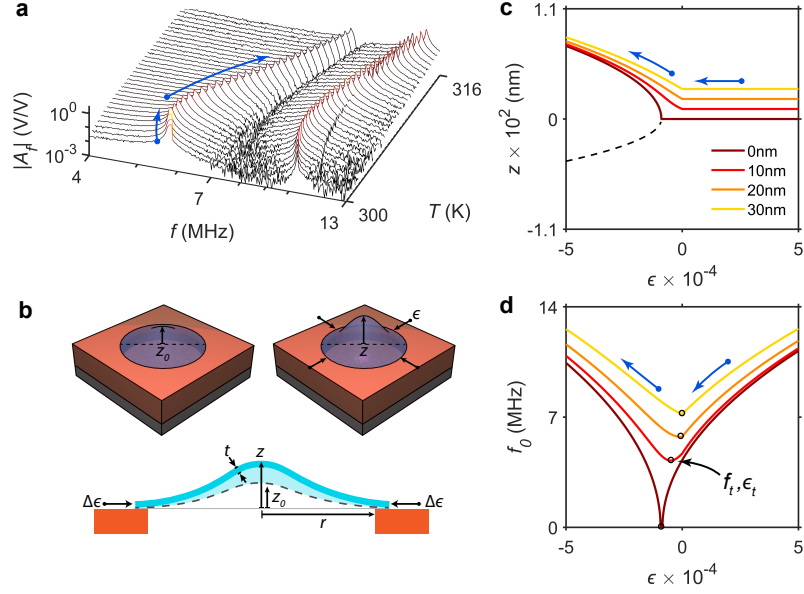 a
|A_f| (V/V)
10^0
10^-3
4
7
13
f (MHz)
300
316
T (K)
b
z_0
z
ϵ
t
z
Δϵ
z_0
Δϵ
r
c
z × 10^2 (nm)
1.1
0
-1.1
0nm
10nm
20nm
30nm
-5
0
5
ϵ × 10^-4
d
f_0 (MHz)
14
7
0
f_t,ϵ_t
-5
0
5
ϵ × 10^-4